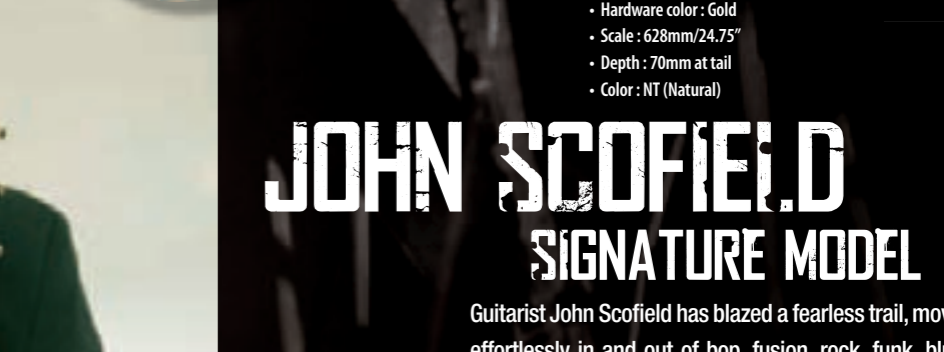 • Hardware color : Gold
• Scale : 628mm/24.75"
• Depth : 70mm at tail
• Color : NT (Natural)
JOHN SCOFIELD
SIGNATURE MODEL
Guitarist John Scofield has blazed a fearless trail,
effortlessly in and out of bop, fusion, rock, funk,